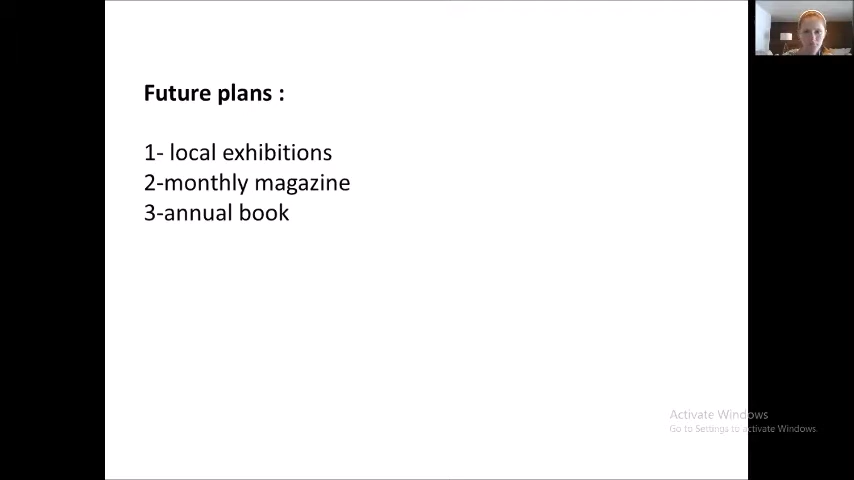 Future plans :
1- local exhibitions
2-monthly magazine
3-annual book
Activate Windows
Go to Settings to activate Windows.